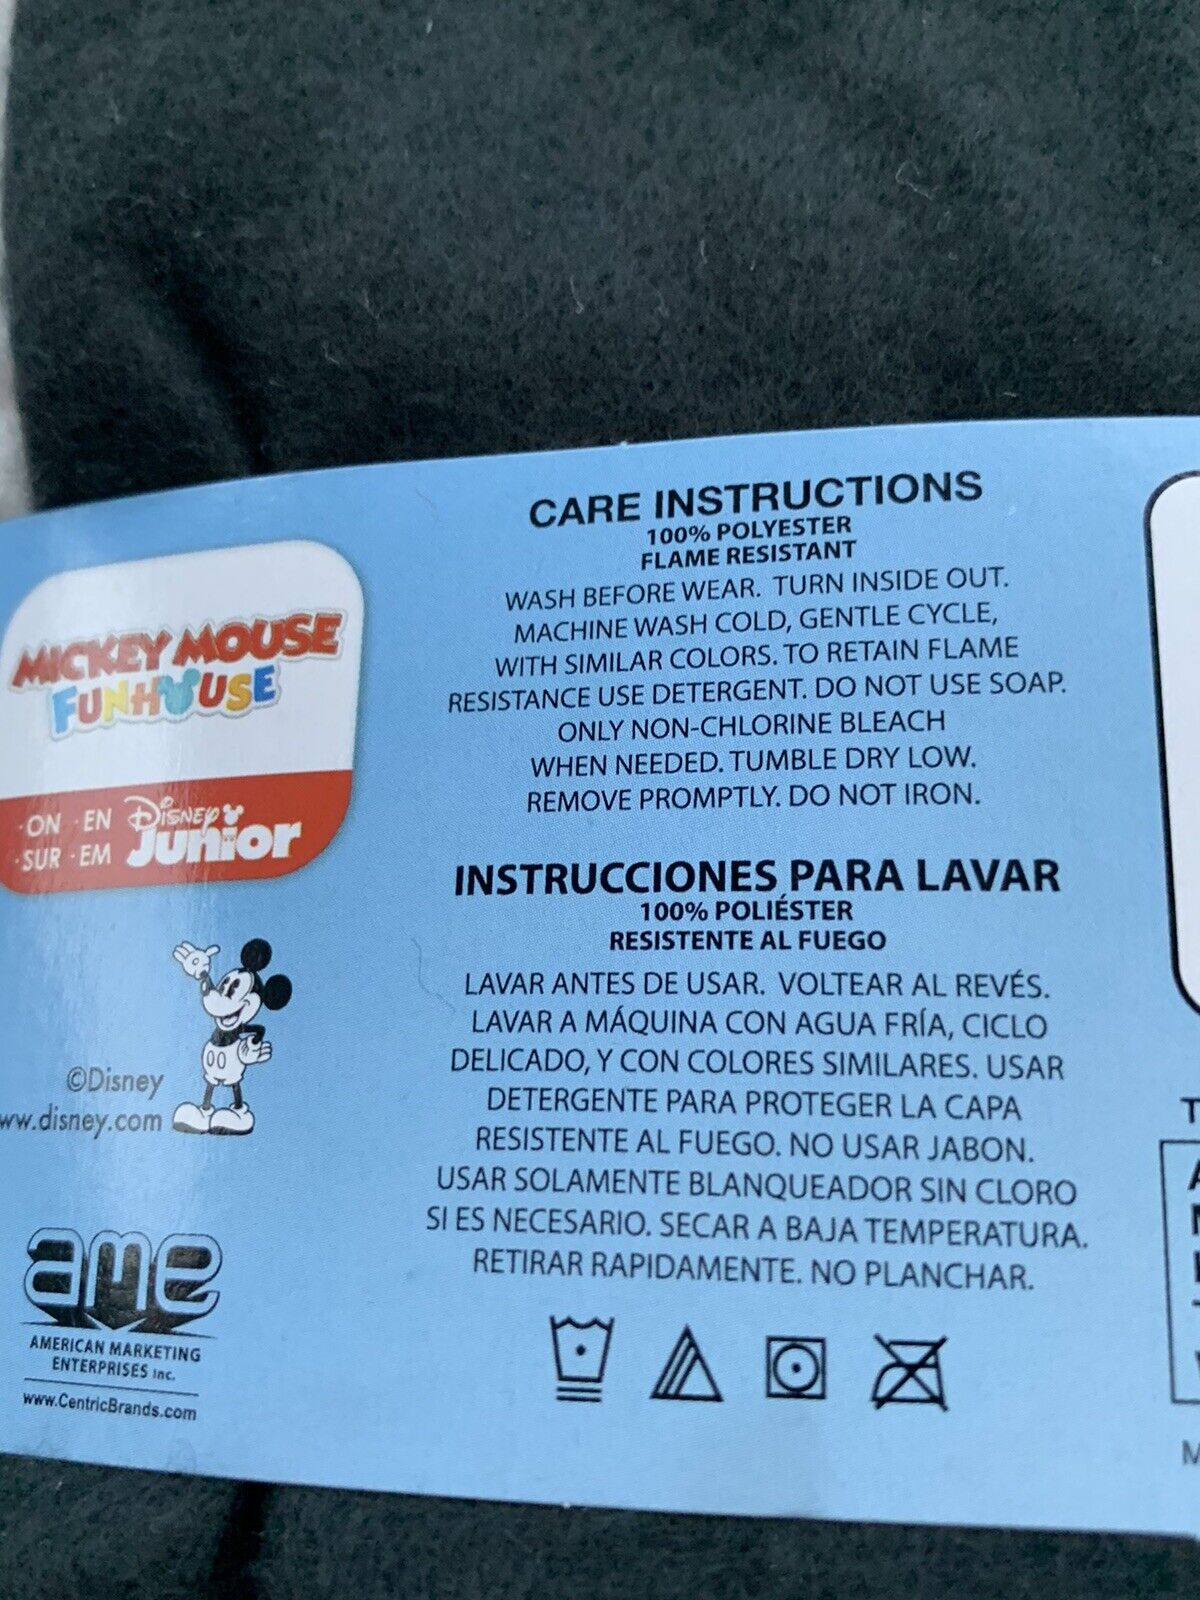 MICKEY MOUSE
FUNHOUSE
·ON ·EN
·SUR ·EM
Disney
Junior
©Disney
www.disney.com
ame
AMERICAN MARKETING
ENTERPRISES Inc.
www.CentricBrands.com
CARE INSTRUCTIONS
100% POLYESTER
FLAME RESISTANT
WASH BEFORE WEAR. TURN INSIDE OUT.
MACHINE WASH COLD, GENTLE CYCLE,
WITH SIMILAR COLORS. TO RETAIN FLAME
RESISTANCE USE DETERGENT. DO NOT USE SOAP.
ONLY NON-CHLORINE BLEACH
WHEN NEEDED. TUMBLE DRY LOW.
REMOVE PROMPTLY. DO NOT IRON.
INSTRUCCIONES PARA LAVAR
100% POLIÉSTER
RESISTENTE AL FUEGO
LAVAR ANTES DE USAR. VOLTEAR AL REVÉS.
LAVAR A MÁQUINA CON AGUA FRÍA, CICLO
DELICADO, Y CON COLORES SIMILARES. USAR
DETERGENTE PARA PROTEGER LA CAPA
RESISTENTE AL FUEGO. NO USAR JABON.
USAR SOLAMENTE BLANQUEADOR SIN CLORO
SI ES NECESARIO. SECAR A BAJA TEMPERATURA.
RETIRAR RAPIDAMENTE. NO PLANCHAR.